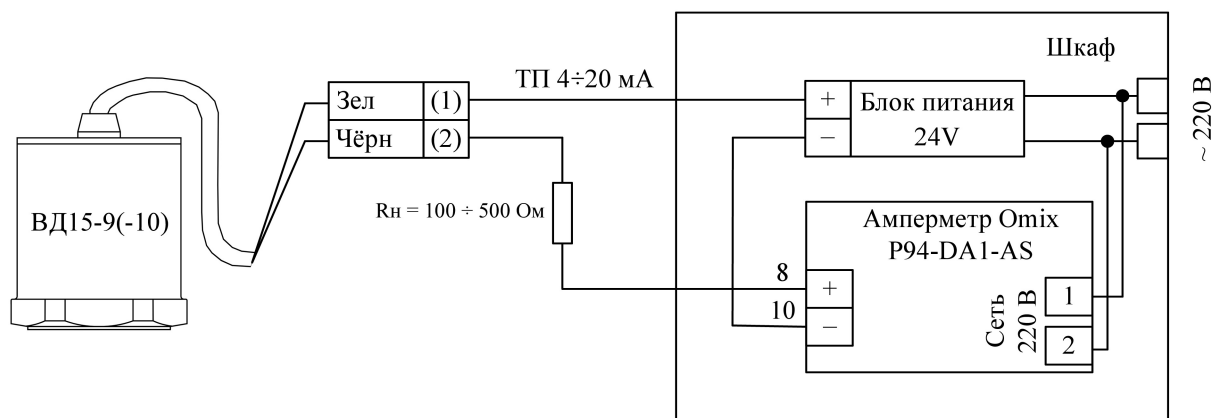 Шкаф
ТП 4÷20 мА
Зел (1)
Чёрн (2)
+
−
Блок питания
24V
~ 220 В
ВД15-9(-10)
Rн = 100 ÷ 500 Ом
Амперметр Omix
P94-DA1-AS
8
10
+
−
Сеть
220 В
1
2